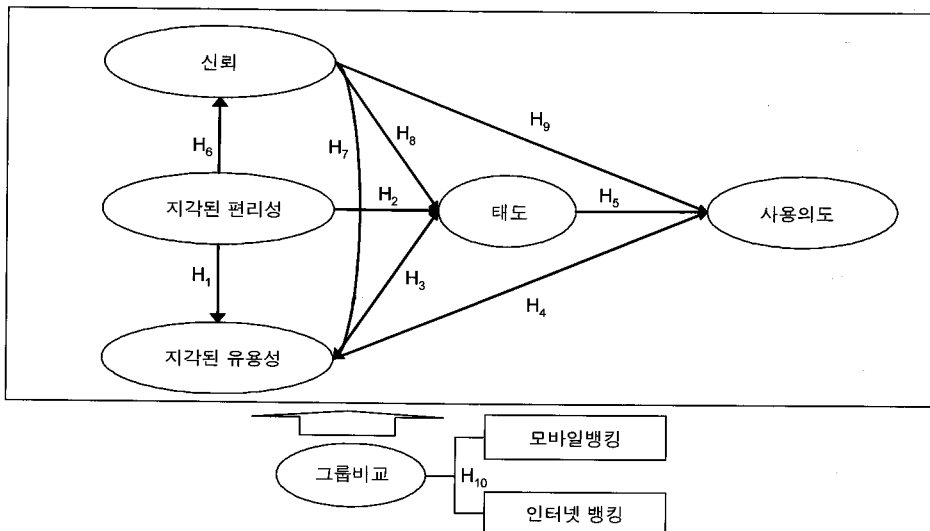 신뢰
H9
H8
H6
H7
H2
지각된 편리성
태도
H5
사용의도
H1
H3
H4
지각된 유용성
모바일뱅킹
그룹비교
H10
인터넷 뱅킹